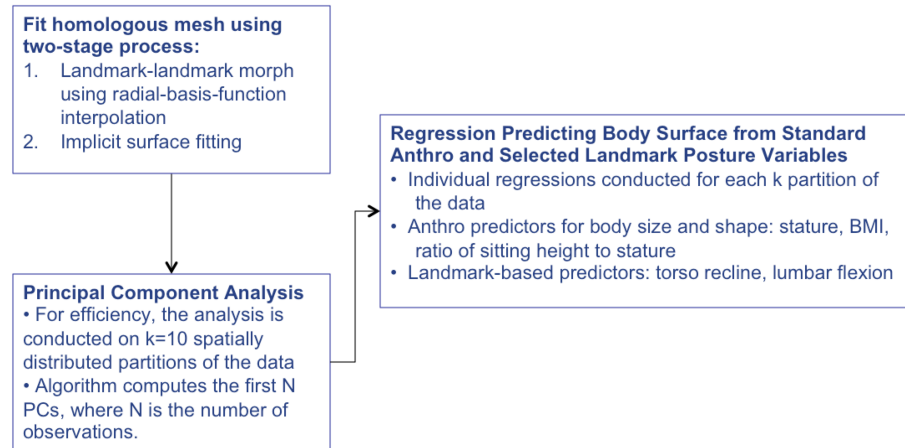 Fit homologous mesh using
two-stage process:
1. Landmark-landmark morph
using radial-basis-function
interpolation
2. Implicit surface fitting
Principal Component Analysis
• For efficiency, the analysis is
conducted on k=10 spatially
distributed partitions of the data
• Algorithm computes the first N
PCs, where N is the number of
observations.
Regression Predicting Body Surface from Standard
Anthro and Selected Landmark Posture Variables
• Individual regressions conducted for each k partition of
the data
• Anthro predictors for body size and shape: stature, BMI,
ratio of sitting height to stature
• Landmark-based predictors: torso recline, lumbar flexion